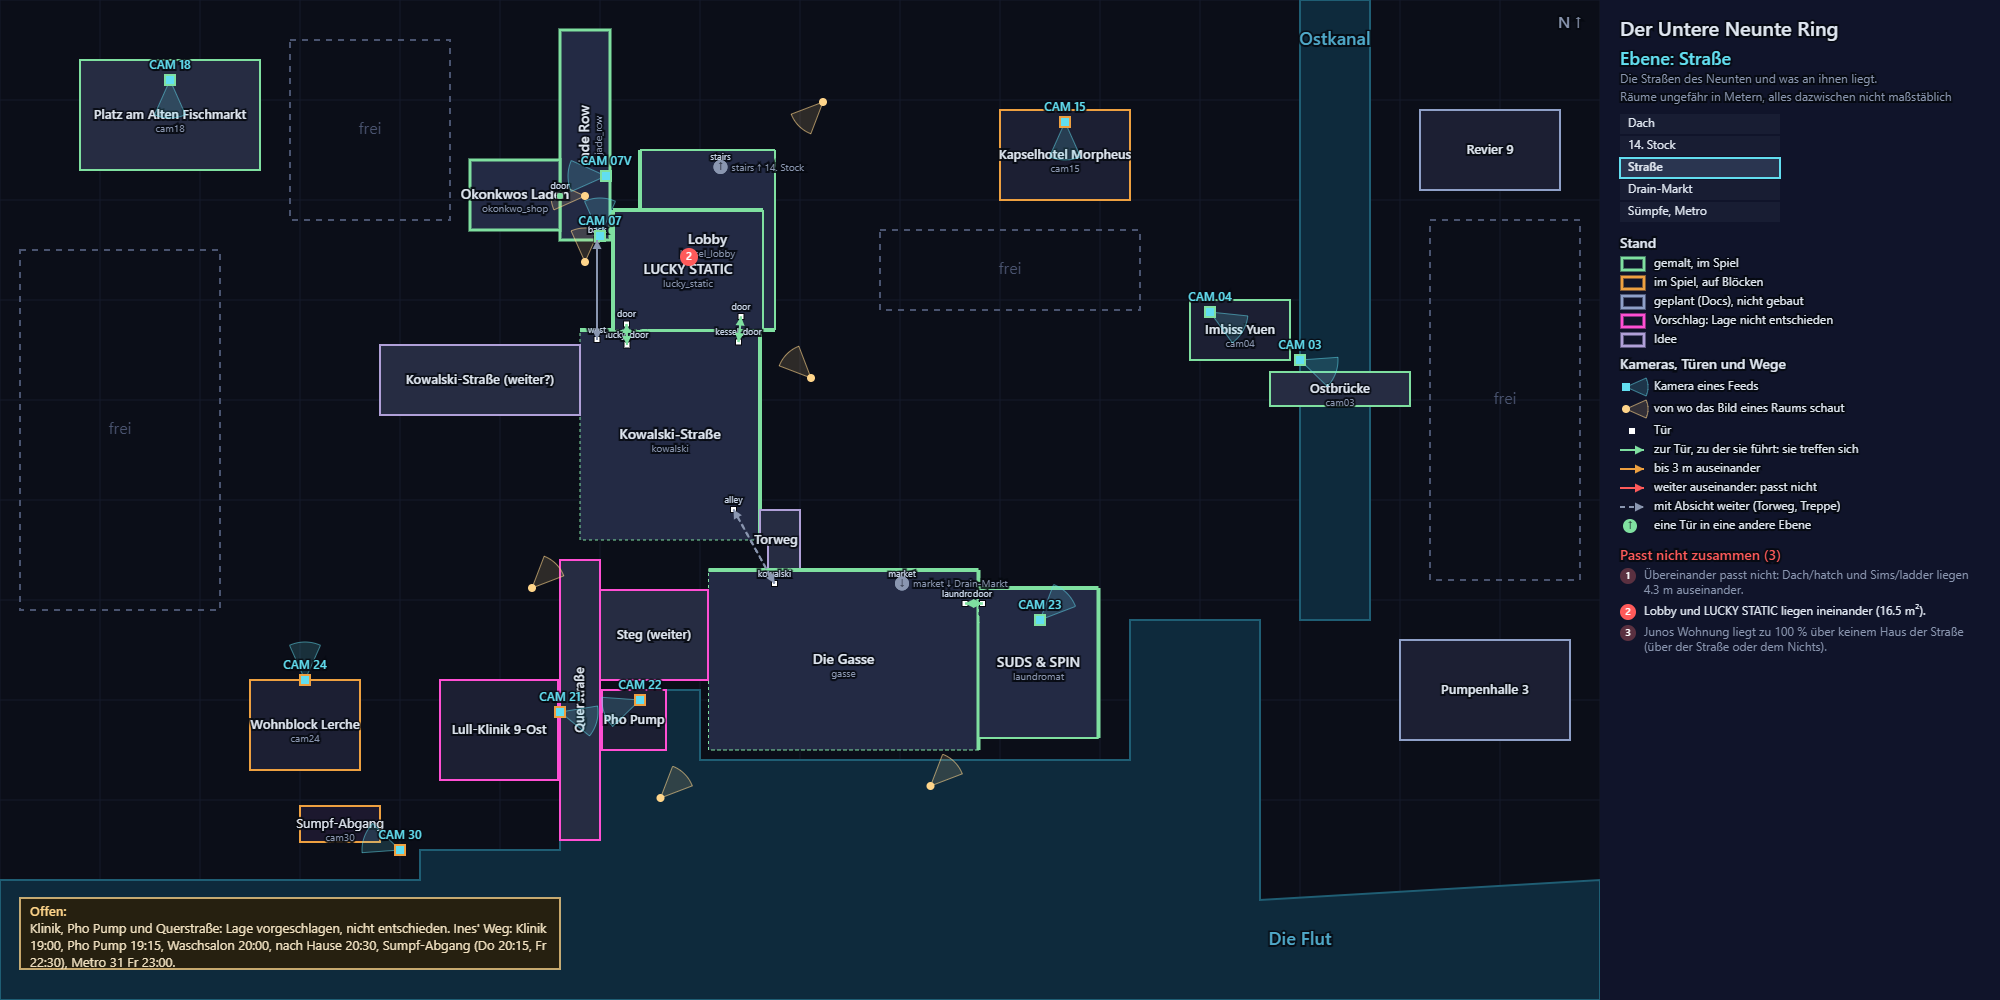 N ↑
Ostkanal
CAM 18
Platz am Alten Fischmarkt
cam18
frei
jade_row
CAM 07V
door
Okonkwos Laden
okonkwo_shop
CAM 07
stairs
stairs ↑ 14. Stock
Lobby
LUCKY STATIC
lucky_static
2
door
door
west
door
kessel door
CAM 15
Kapselhotel Morpheus
cam15
Revier 9
frei
frei
frei
CAM 04
Imbiss Yuen
cam04
CAM 03
Ostbrücke
cam03
Kowalski-Straße (weiter?)
Kowalski-Straße
kowalski
alley
Torweg
kowalski
market
market ↓ Drain-Markt
door
CAM 23
SUDS & SPIN
laundromat
Die Gasse
gasse
Steg (weiter)
Querstraße
CAM 22
Pho Pump
CAM 21
Lull-Klinik 9-Ost
CAM 24
Wohnblock Lerche
cam24
Sumpf-Abgang
cam30
CAM 30
Pumpenhalle 3
Die Flut
Offen:
Klinik, Pho Pump und Querstraße: Lage vorgeschlagen, nicht entschieden. Ines' Weg: Klinik
19:00, Pho Pump 19:15, Waschsalon 20:00, nach Hause 20:30, Sumpf-Abgang (Do 20:15, Fr
22:30), Metro 31 Fr 23:00.
Der Untere Neunte Ring
Ebene: Straße
Die Straßen des Neunten und was an ihnen liegt.
Räume ungefähr in Metern, alles dazwischen nicht maßstäblich
Dach
14. Stock
Straße
Drain-Markt
Sümpfe, Metro
Stand
gemalt, im Spiel
im Spiel, auf Blöcken
geplant (Docs), nicht gebaut
Vorschlag: Lage nicht entschieden
Idee
Kameras, Türen und Wege
Kamera eines Feeds
von wo das Bild eines Raums schaut
Tür
zur Tür, zu der sie führt: sie treffen sich
bis 3 m auseinander
weiter auseinander: passt nicht
mit Absicht weiter (Torweg, Treppe)
↑ eine Tür in eine andere Ebene
Passt nicht zusammen (3)
1 Übereinander passt nicht: Dach/hatch und Sims/ladder liegen
4.3 m auseinander.
2 Lobby und LUCKY STATIC liegen ineinander (16.5 m²).
3 Junos Wohnung liegt zu 100 % über keinem Haus der Straße
(über der Straße oder dem Nichts).